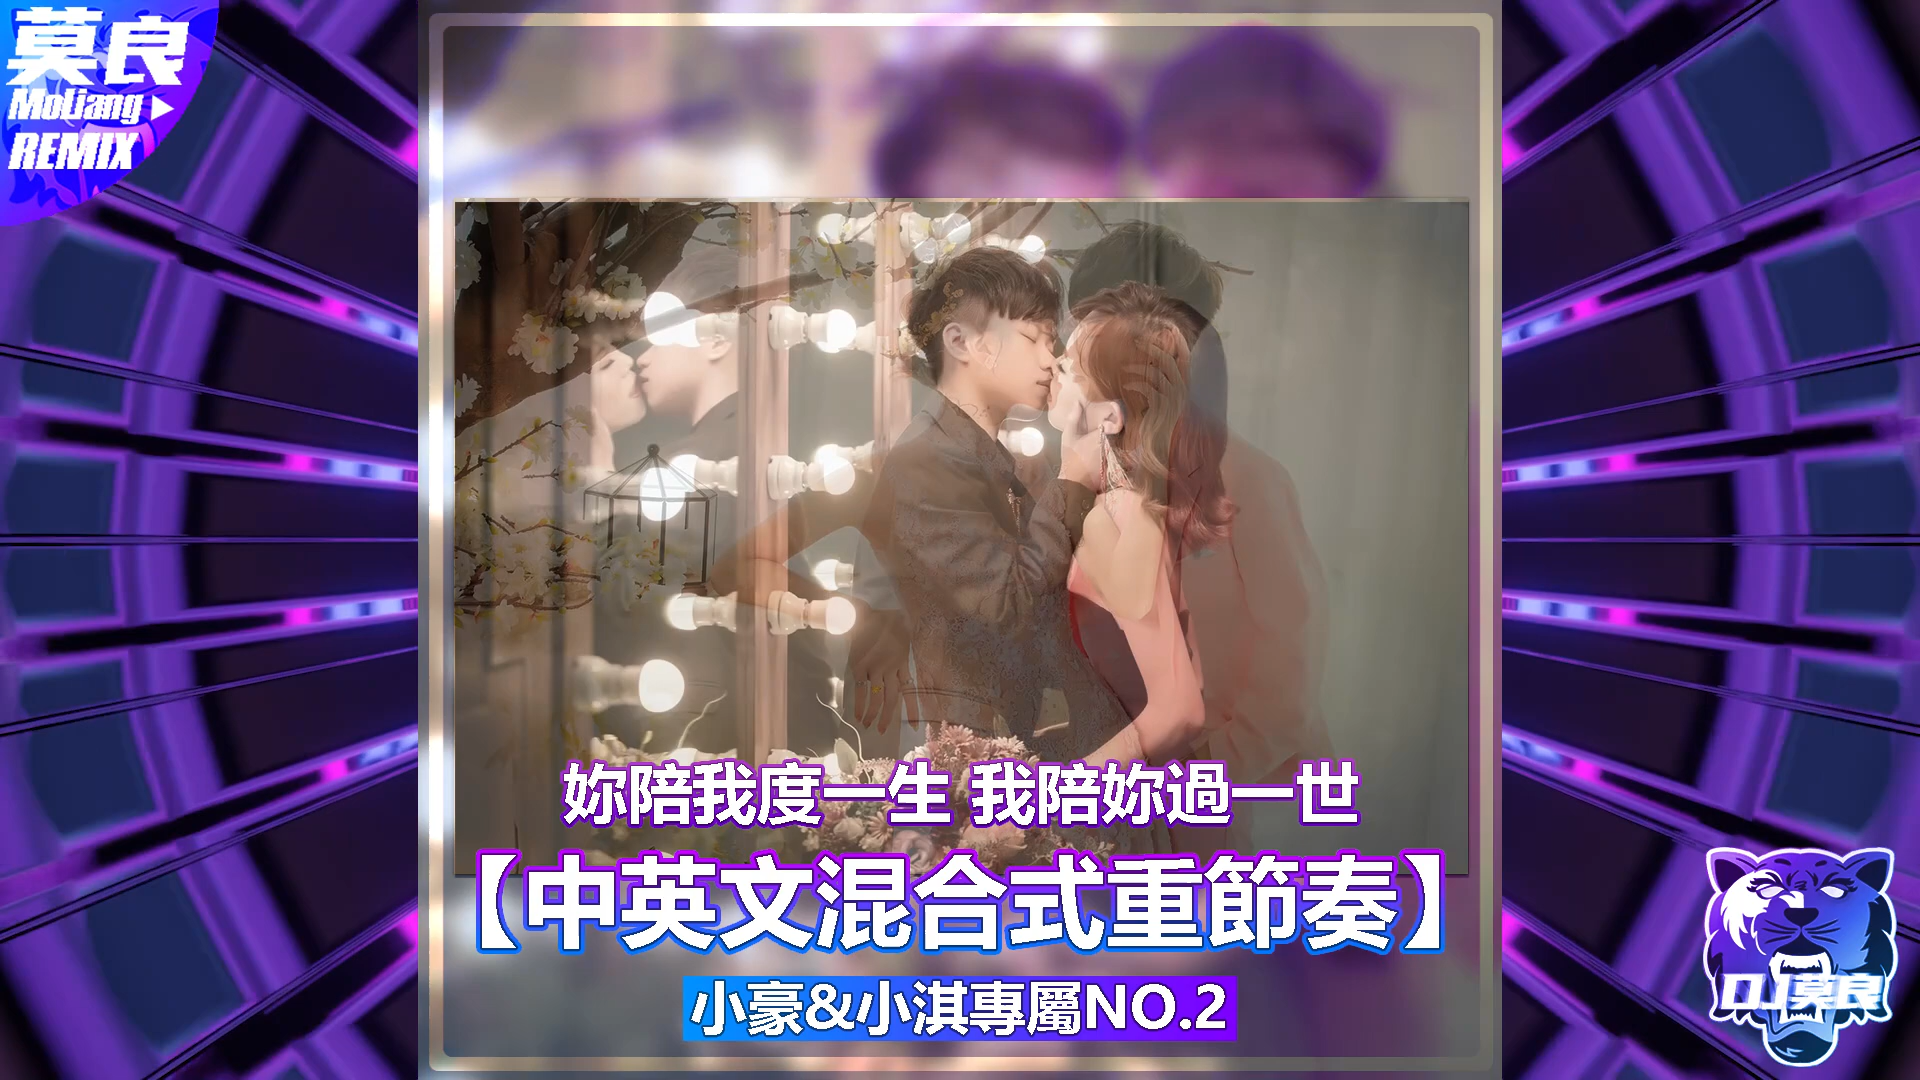 莫良
MoLiang
REMIX
妳陪我度一生 我陪妳過一世
【中英文混合式重節奏】
小豪&小淇專屬NO.2
DJ莫良